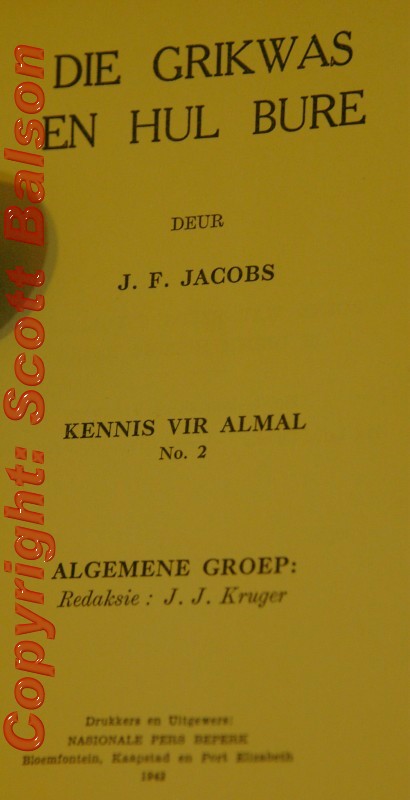 DIE GRIKWAS
EN HUL BURE
DEUR
J. F. JACOBS
KENNIS VIR ALMAL
No. 2
ALGEMENE GROEP:
Redaksie : J. J. Kruger
Drukkers en Uitgewers:
NASIONALE PERS BEPERK
Bloemfontein, Kaapstad en Port Elizabeth
1942
Copyright: Scott Balson